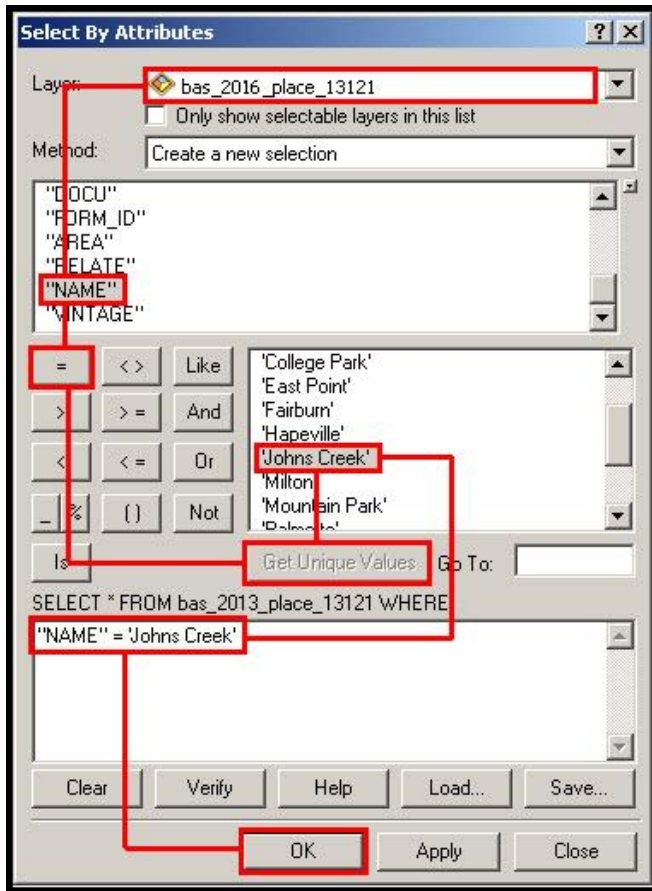 Select By Attributes ? ×
Layer: bas_2016_place_13121
Only show selectable layers in this list
Method: Create a new selection
"DOCU"
"FORM_ID"
"AREA"
"RELATE"
"NAME"
"VINTAGE"
= < > Like
> > = And
< < = Or
_ % ( ) Not
Is
'College Park'
'East Point'
'Fairburn'
'Hapeville'
'Johns Creek'
'Milton'
'Mountain Park'
'Palmetto'
Get Unique Values Go To:
SELECT * FROM bas_2013_place_13121 WHERE
"NAME" = 'Johns Creek'
Clear Verify Help Load... Save...
OK Apply Close